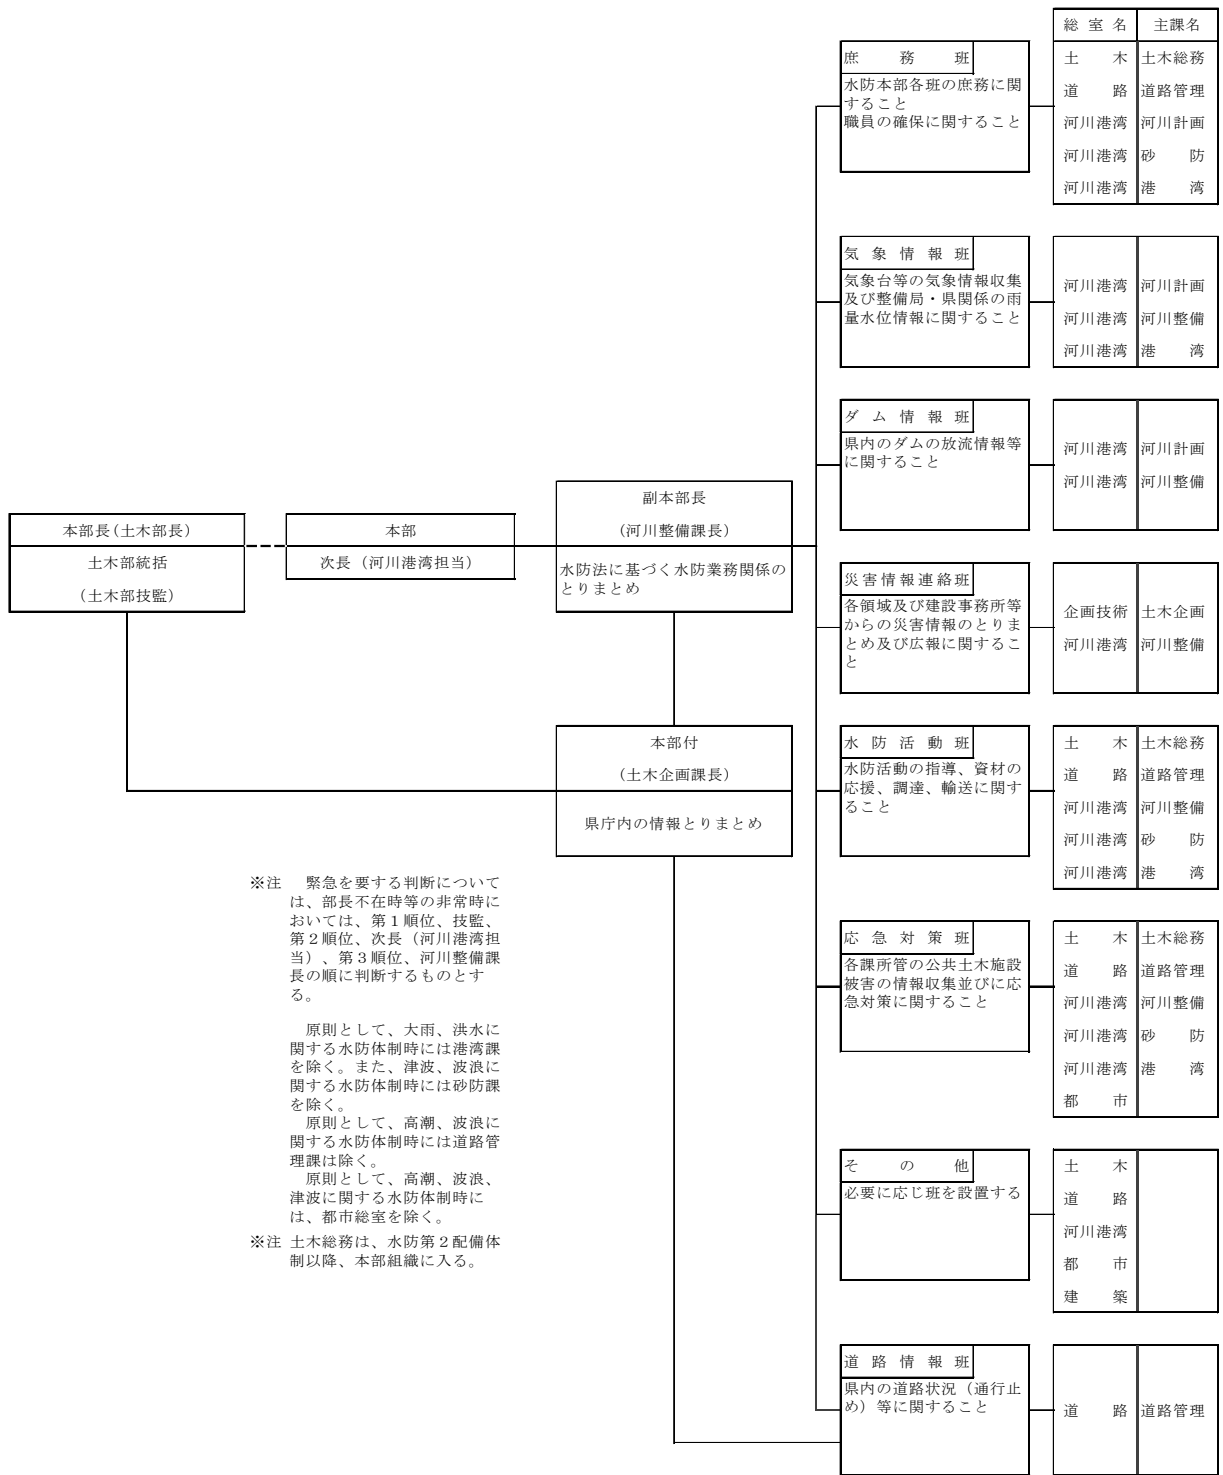 総室名 主課名
庶務班
水防本部各班の庶務に関
すること
職員の確保に関すること
土木 土木総務
道路 道路管理
河川港湾 河川計画
河川港湾 砂防
河川港湾 港湾
気象情報班
気象台等の気象情報収集
及び整備局・県関係の雨
量水位情報に関すること
河川港湾 河川計画
河川港湾 河川整備
河川港湾 港湾
ダム情報班
県内のダムの放流情報等
に関すること
河川港湾 河川計画
河川港湾 河川整備
本部長(土木部長)
土木部統括
(土木部技監)
本部
次長(河川港湾担当)
副本部長
(河川整備課長)
水防法に基づく水防業務関係の
とりまとめ
災害情報連絡班
各領域及び建設事務所等
からの災害情報のとりま
とめ及び広報に関するこ
と
企画技術 土木企画
河川港湾 河川整備
本部付
(土木企画課長)
県庁内の情報とりまとめ
水防活動班
水防活動の指導、資材の
応援、調達、輸送に関す
ること
土木 土木総務
道路 道路管理
河川港湾 河川整備
河川港湾 砂防
河川港湾 港湾
※注 緊急を要する判断について
は、部長不在時等の非常時に
おいては、第1順位、技監、
第2順位、次長(河川港湾担
当)、第3順位、河川整備課
長の順に判断するものとす
る。
原則として、大雨、洪水に
関する水防体制時には港湾課
を除く。また、津波、波浪に
関する水防体制時には砂防課
を除く。
原則として、高潮、波浪に
関する水防体制時には道路管
理課は除く。
原則として、高潮、波浪、
津波に関する水防体制時に
は、都市総室を除く。
※注 土木総務は、水防第2配備体
制以降、本部組織に入る。
応急対策班
各課所管の公共土木施設
被害の情報収集並びに応
急対策に関すること
土木 土木総務
道路 道路管理
河川港湾 河川整備
河川港湾 砂防
河川港湾 港湾
都市
その他
必要に応じ班を設置する
土木
道路
河川港湾
都市
建築
道路情報班
県内の道路状況(通行止
め)等に関すること
道路 道路管理